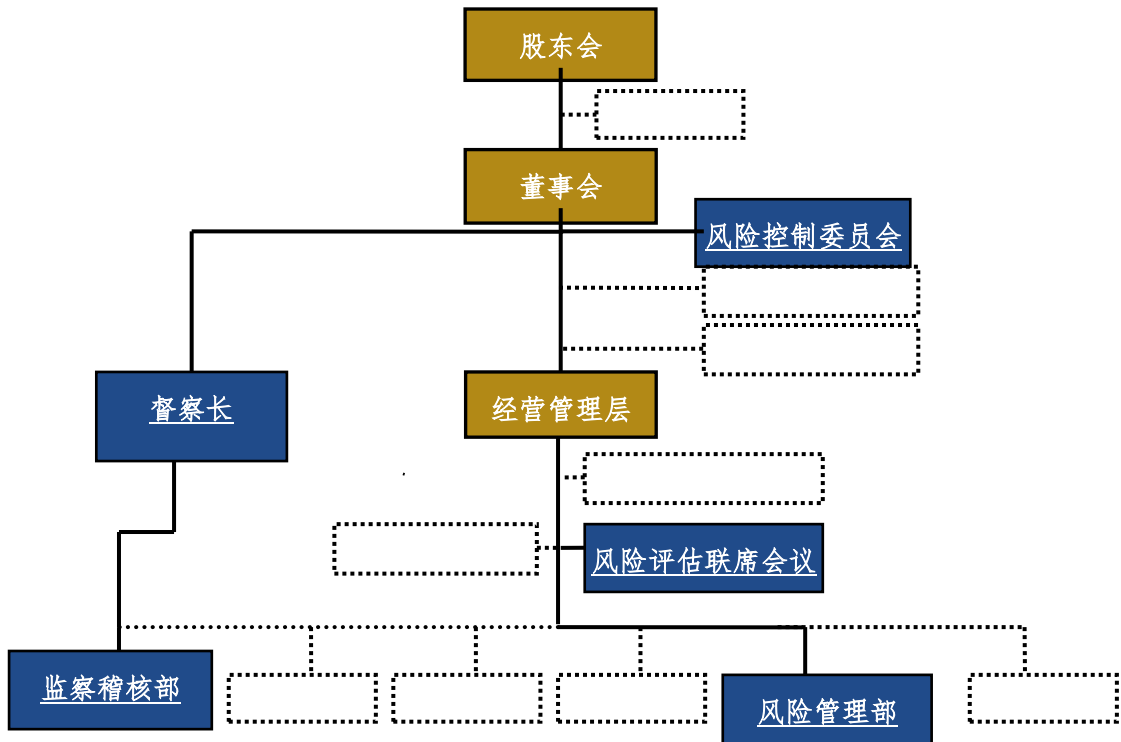 股东会
董事会
风险控制委员会
督察长
经营管理层
风险评估联席会议
监察稽核部
风险管理部